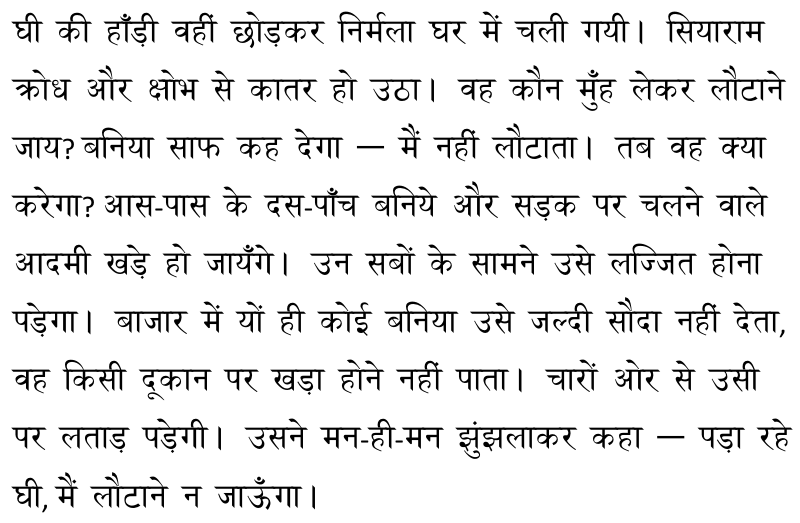 घी की हाँड़ी वहीं छोड़कर निर्मला घर में चली गयी। सियाराम
क्रोध और क्षोभ से कातर हो उठा। वह कौन मुँह लेकर लौटाने
जाय? बनिया साफ कह देगा — मैं नहीं लौटाता। तब वह क्या
करेगा? आस-पास के दस-पाँच बनिये और सड़क पर चलने वाले
आदमी खड़े हो जायँगे। उन सबों के सामने उसे लज्जित होना
पड़ेगा। बाजार में यों ही कोई बनिया उसे जल्दी सौदा नहीं देता,
वह किसी दूकान पर खड़ा होने नहीं पाता। चारों ओर से उसी
पर लताड़ पड़ेगी। उसने मन-ही-मन झुंझलाकर कहा — पड़ा रहे
घी, मैं लौटाने न जाऊँगा।